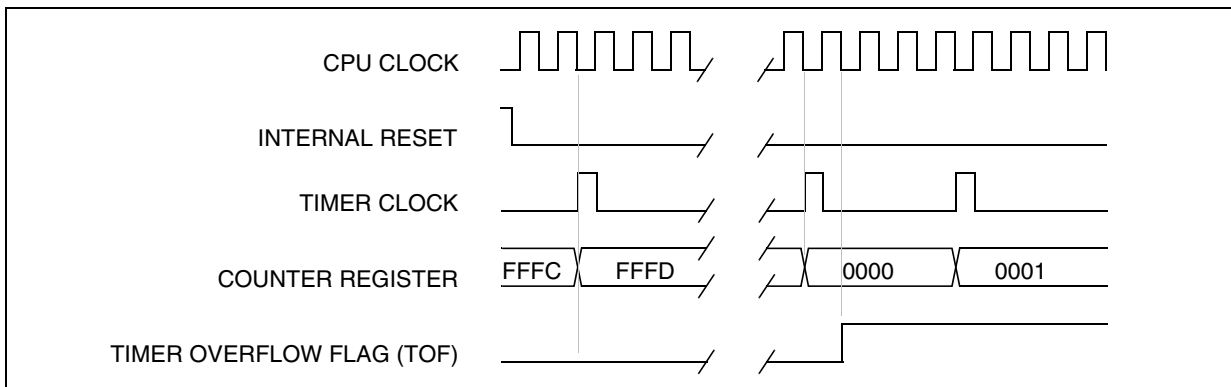 CPU CLOCK
INTERNAL RESET
TIMER CLOCK
COUNTER REGISTER
FFFC FFFD 0000 0001
TIMER OVERFLOW FLAG (TOF)